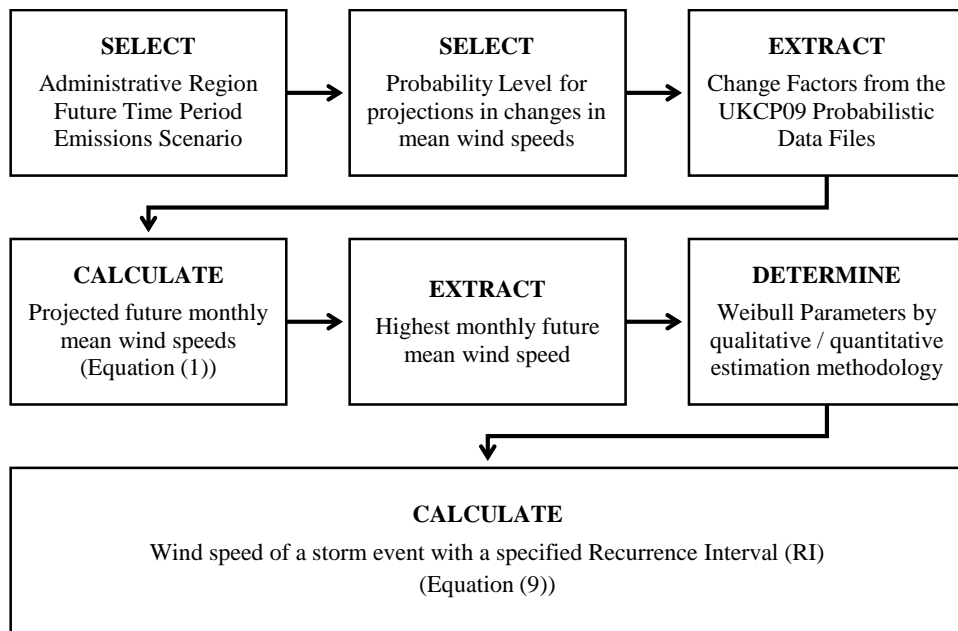 SELECT
Administrative Region
Future Time Period
Emissions Scenario
SELECT
Probability Level for
projections in changes in
mean wind speeds
EXTRACT
Change Factors from the
UKCP09 Probabilistic
Data Files
CALCULATE
Projected future monthly
mean wind speeds
(Equation (1))
EXTRACT
Highest monthly future
mean wind speed
DETERMINE
Weibull Parameters by
qualitative / quantitative
estimation methodology
CALCULATE
Wind speed of a storm event with a specified Recurrence Interval (RI)
(Equation (9))